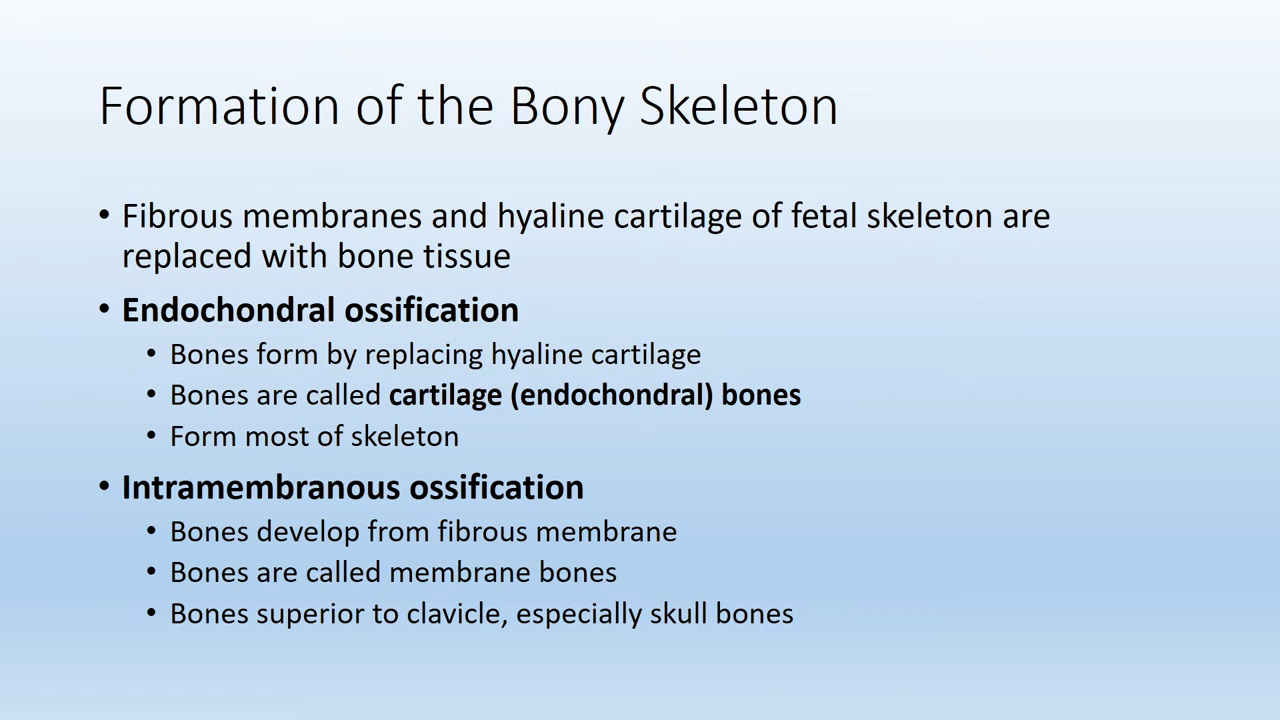 Formation of the Bony Skeleton
• Fibrous membranes and hyaline cartilage of fetal skeleton are
replaced with bone tissue
• Endochondral ossification
• Bones form by replacing hyaline cartilage
• Bones are called cartilage (endochondral) bones
• Form most of skeleton
• Intramembranous ossification
• Bones develop from fibrous membrane
• Bones are called membrane bones
• Bones superior to clavicle, especially skull bones